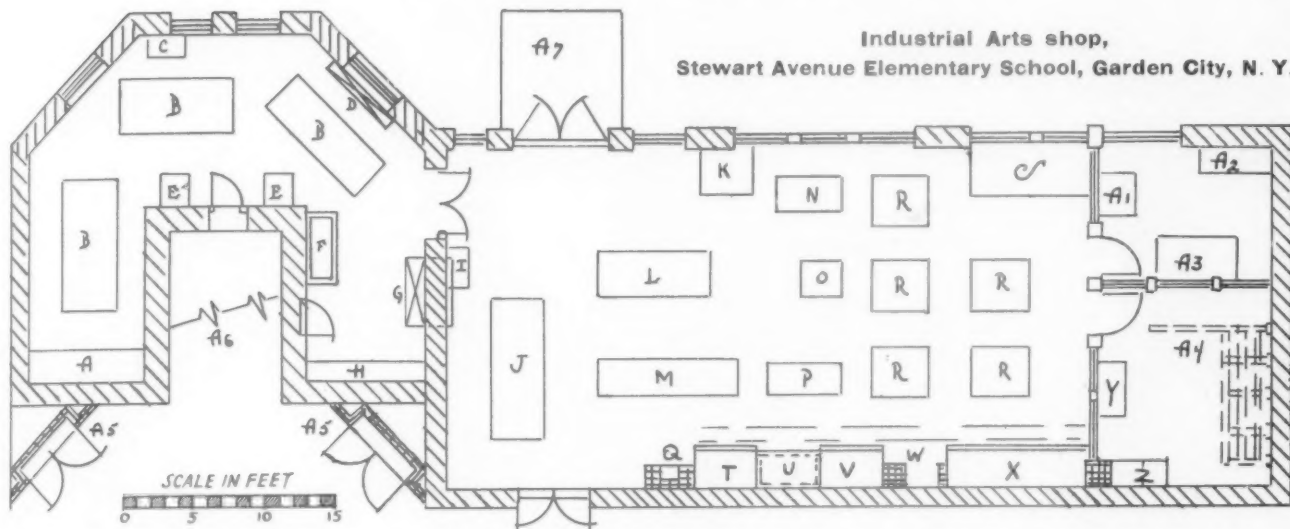 Industrial Arts shop,
Stewart Avenue Elementary School, Garden City, N. Y.
A7
C
B
D
B
K
N
R
S
A1
A2
E
E
B
F
A3
G
I
L
O
R
R
A6
A4
J
A
H
M
P
R
R
Y
A5
A5
Q
T
U
V
W
X
Z
SCALE IN FEET
0 5 10 15